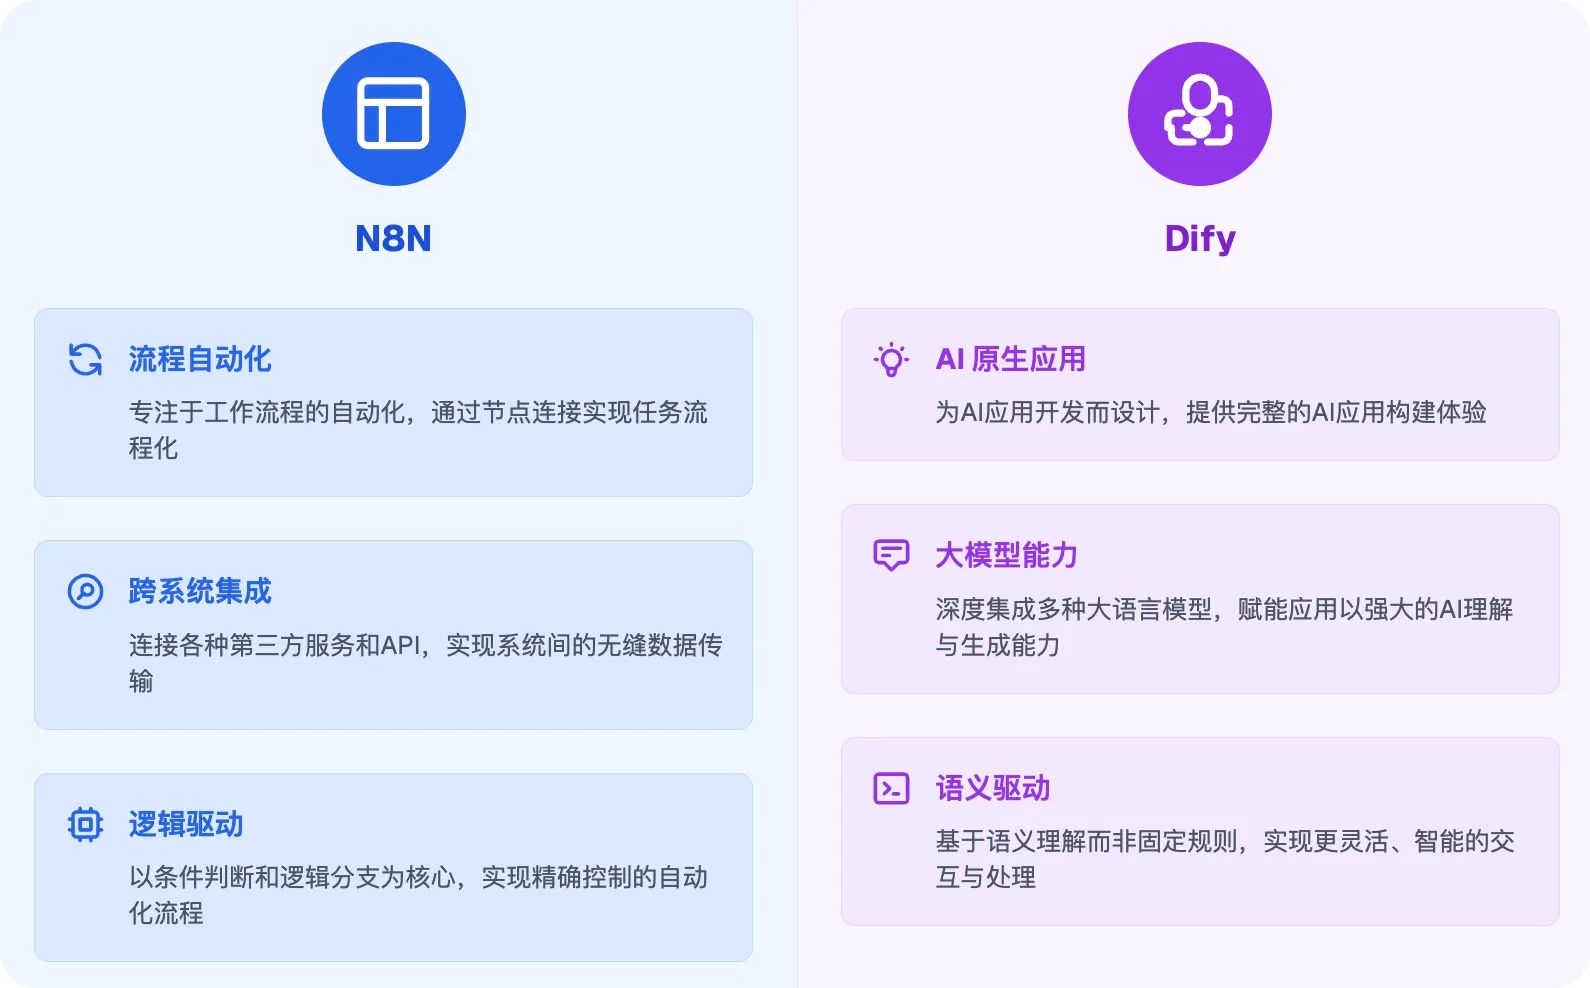 N8N
流程自动化
专注于工作流程的自动化，通过节点连接实现任务流
程化
跨系统集成
连接各种第三方服务和API，实现系统间的无缝数据传
输
逻辑驱动
以条件判断和逻辑分支为核心，实现精确控制的自动
化流程
Dify
AI 原生应用
为AI应用开发而设计，提供完整的AI应用构建体验
大模型能力
深度集成多种大语言模型，赋能应用以强大的AI理解
与生成能力
语义驱动
基于语义理解而非固定规则，实现更灵活、智能的交
互与处理